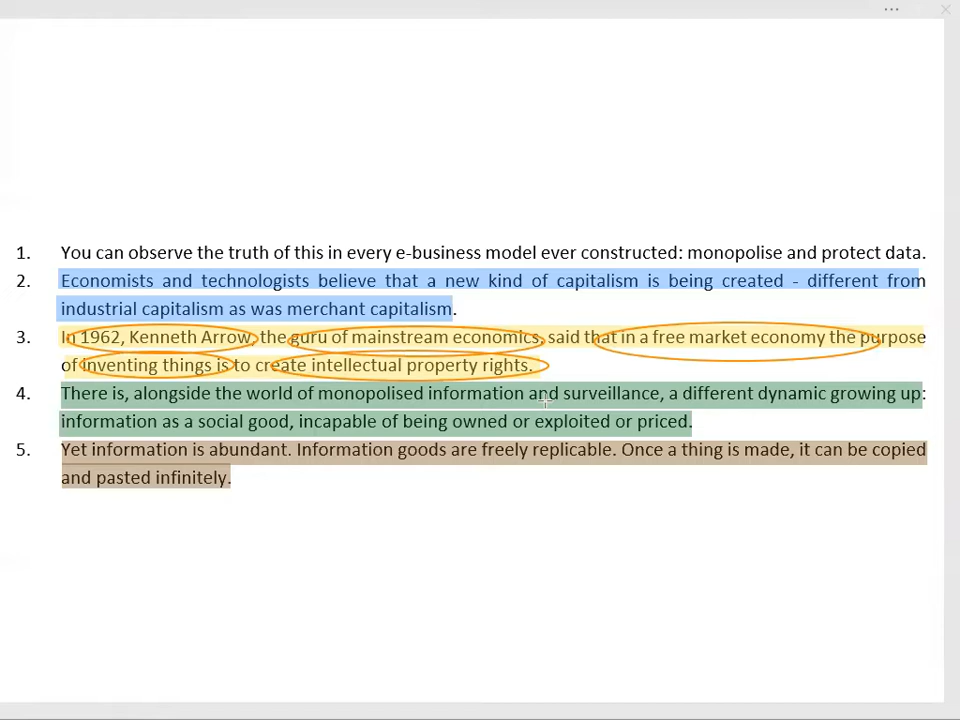 1. You can observe the truth of this in every e-business model ever constructed: monopolise and protect data.
2. Economists and technologists believe that a new kind of capitalism is being created - different from
industrial capitalism as was merchant capitalism.
3. In 1962, Kenneth Arrow, the guru of mainstream economics, said that in a free market economy the purpose
of inventing things is to create intellectual property rights.
4. There is, alongside the world of monopolised information and surveillance, a different dynamic growing up:
information as a social good, incapable of being owned or exploited or priced.
5. Yet information is abundant. Information goods are freely replicable. Once a thing is made, it can be copied
and pasted infinitely.